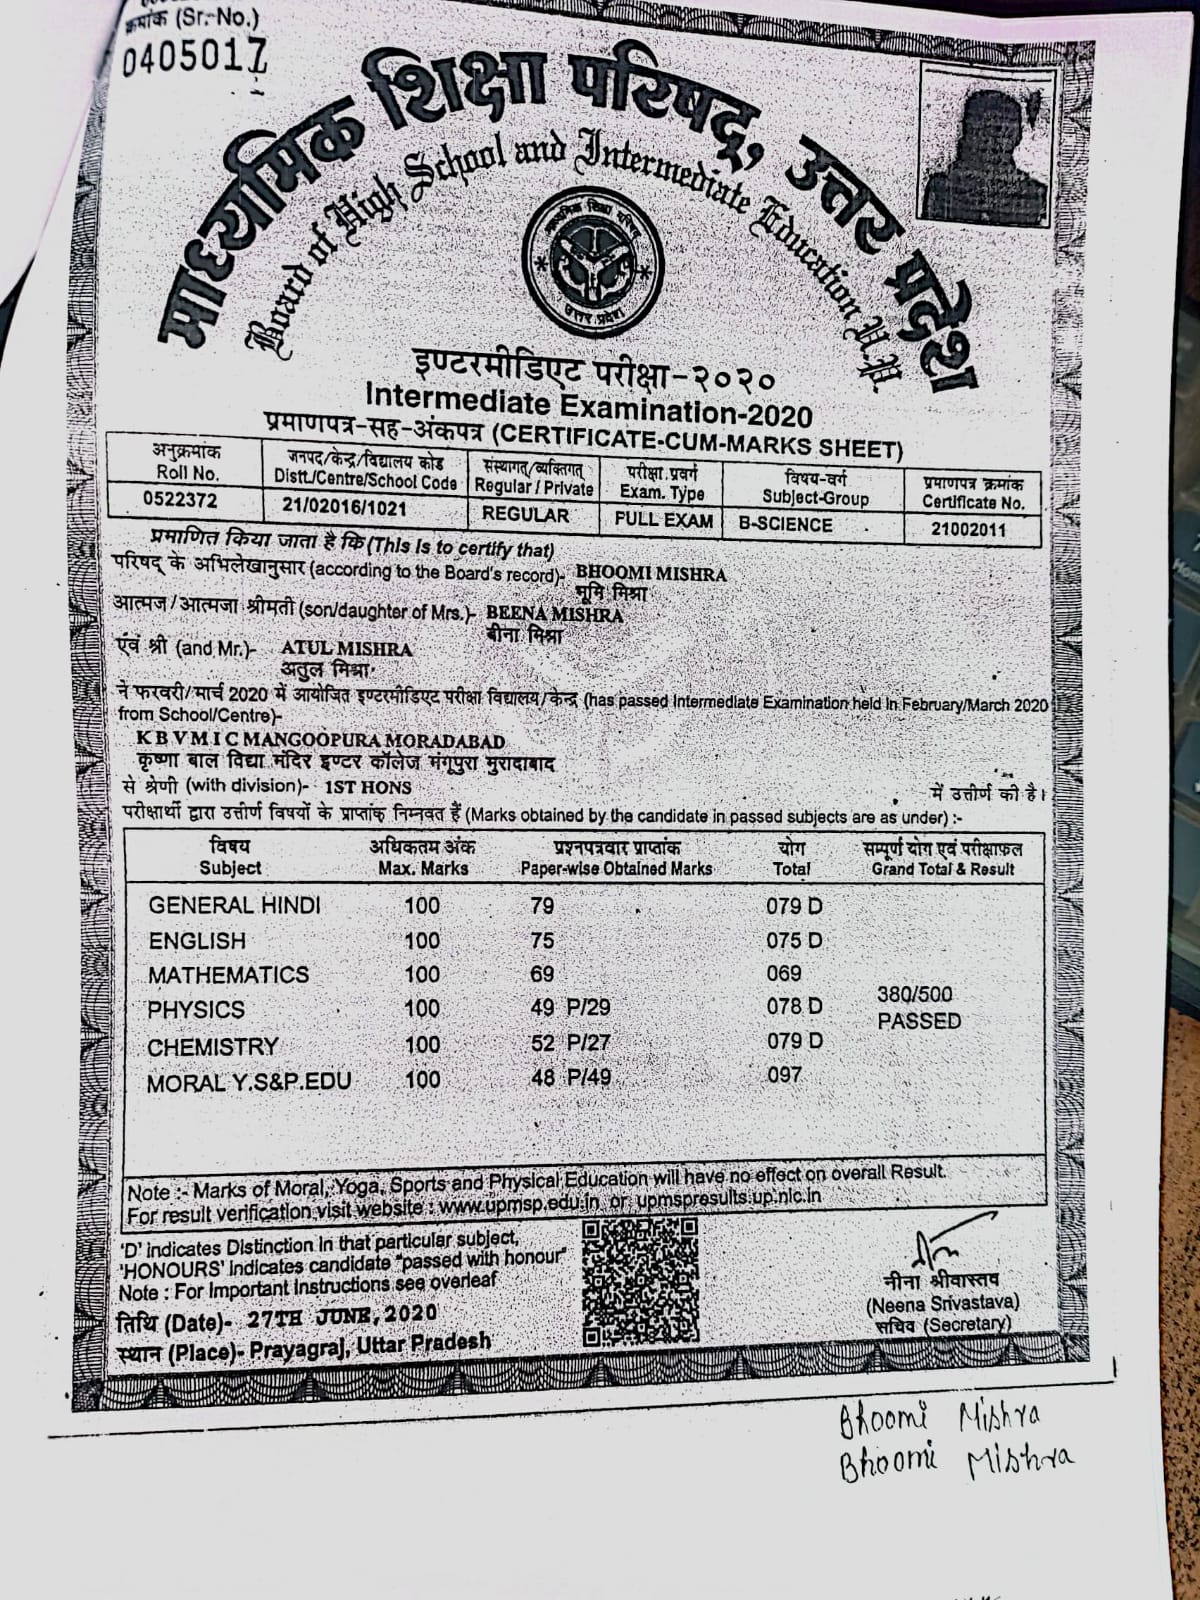 क्रमांक (Sr. No.)
0405017
माध्यमिक शिक्षा परिषद्, उत्तर प्रदेश
Board of High School and Intermediate Education U.P.
माध्यमिक शिक्षा परिषद्
उत्तर प्रदेश
इण्टरमीडिएट परीक्षा-२०२०
Intermediate Examination-2020
प्रमाणपत्र-सह-अंकपत्र (CERTIFICATE-CUM-MARKS SHEET)
अनुक्रमांक जनपद/केन्द्र/विद्यालय कोड संस्थागत/व्यक्तिगत परीक्षा प्रवर्ग विषय-वर्ग प्रमाणपत्र क्रमांक
Roll No. Distt./Centre/School Code Regular / Private Exam. Type Subject-Group Certificate No.
0522372 21/02016/1021 REGULAR FULL EXAM B-SCIENCE 21002011
प्रमाणित किया जाता है कि (This is to certify that)
परिषद् के अभिलेखानुसार (according to the Board's record)- BHOOMI MISHRA
भूमि मिश्रा
आत्मज/आत्मजा श्रीमती (son/daughter of Mrs.)- BEENA MISHRA
बीना मिश्रा
एवं श्री (and Mr.)- ATUL MISHRA
अतुल मिश्रा
ने फरवरी/मार्च 2020 में आयोजित इण्टरमीडिएट परीक्षा विद्यालय/केन्द्र (has passed Intermediate Examination held in February/March 2020
from School/Centre)-
K B V M I C MANGOOPURA MORADABAD
कृष्णा बाल विद्या मंदिर इण्टर कॉलेज मंगूपुरा मुरादाबाद
से श्रेणी (with division)- 1ST HONS में उत्तीर्ण की है।
परीक्षार्थी द्वारा उत्तीर्ण विषयों के प्राप्तांक निम्नवत हैं (Marks obtained by the candidate in passed subjects are as under) :-
विषय अधिकतम अंक प्रश्नपत्रवार प्राप्तांक योग सम्पूर्ण योग एवं परीक्षाफल
Subject Max. Marks Paper-wise Obtained Marks Total Grand Total & Result
GENERAL HINDI 100 79 079 D
ENGLISH 100 75 075 D
MATHEMATICS 100 69 069
PHYSICS 100 49 P/29 078 D 380/500
PASSED
CHEMISTRY 100 52 P/27 079 D
MORAL Y.S&P.EDU 100 48 P/49 097
Note :- Marks of Moral, Yoga, Sports and Physical Education will have no effect on overall Result.
For result verification visit website : www.upmsp.edu.in or upmspresults.up.nic.in
'D' indicates Distinction in that particular subject,
'HONOURS' indicates candidate "passed with honour"
Note : For Important Instructions see overleaf
तिथि (Date)- 27TH JUNE, 2020
स्थान (Place)- Prayagraj, Uttar Pradesh
नीना श्रीवास्तव
(Neena Srivastava)
सचिव (Secretary)
Bhoomi Mishra
Bhoomi Mishra